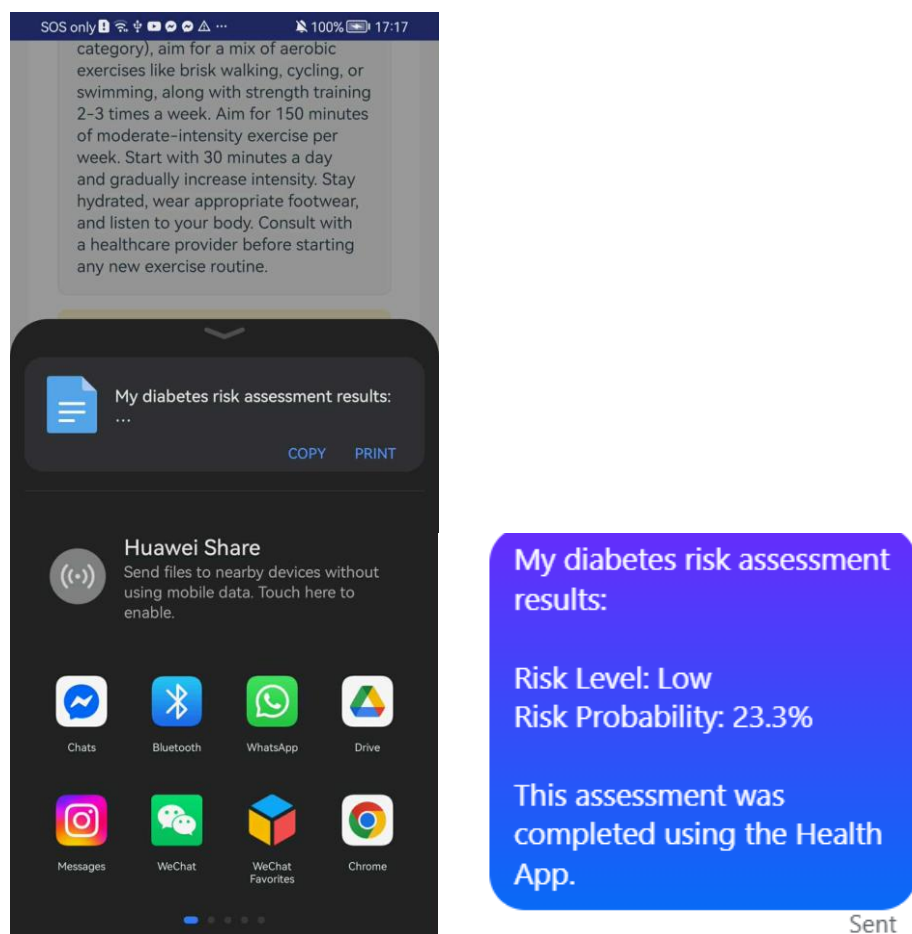 SOS only 100% 17:17
category), aim for a mix of aerobic
exercises like brisk walking, cycling, or
swimming, along with strength training
2-3 times a week. Aim for 150 minutes
of moderate-intensity exercise per
week. Start with 30 minutes a day
and gradually increase intensity. Stay
hydrated, wear appropriate footwear,
and listen to your body. Consult with
a healthcare provider before starting
any new exercise routine.
My diabetes risk assessment results:
...
COPY PRINT
Huawei Share
Send files to nearby devices without
using mobile data. Touch here to
enable.
Chats Bluetooth WhatsApp Drive
Messages WeChat WeChat Chrome
Favorites
My diabetes risk assessment
results:
Risk Level: Low
Risk Probability: 23.3%
This assessment was
completed using the Health
App.
Sent